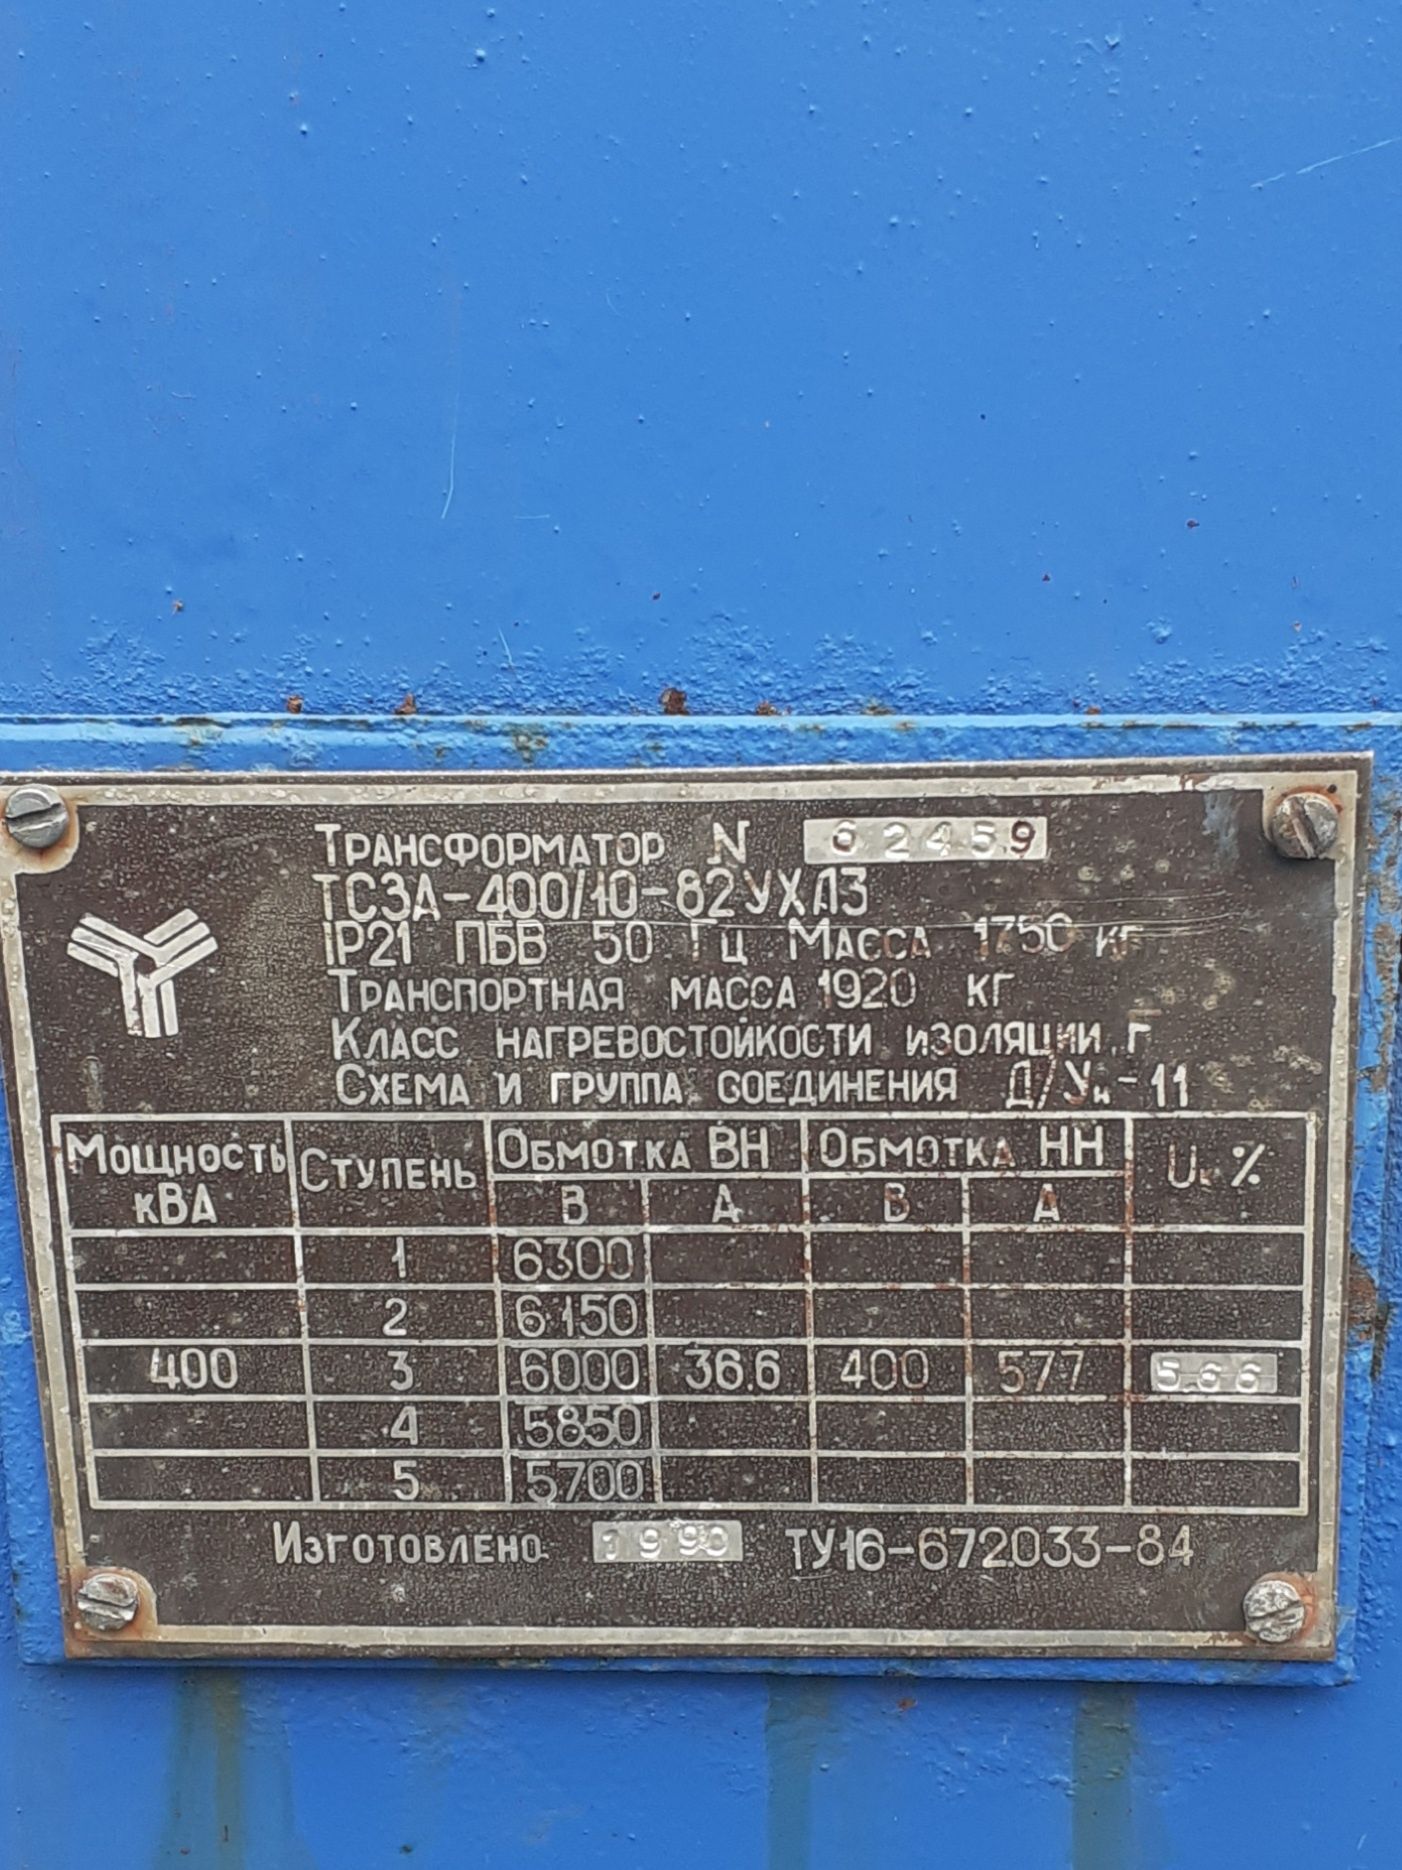 Трансформатор N 62459
ТСЗА-400/10-82УХЛ3
IP21 ПБВ 50 Гц Масса 1750 кг
Транспортная масса 1920 кг
Класс нагревостойкости изоляции F
Схема и группа соединения Д/Ун-11
Мощность кВА Ступень Обмотка ВН Обмотка НН Uк %
В А В А
1 6300
2 6150
400 3 6000 36.6 400 577 5.66
4 5850
5 5700
Изготовлено 1990 ТУ16-672.033-84